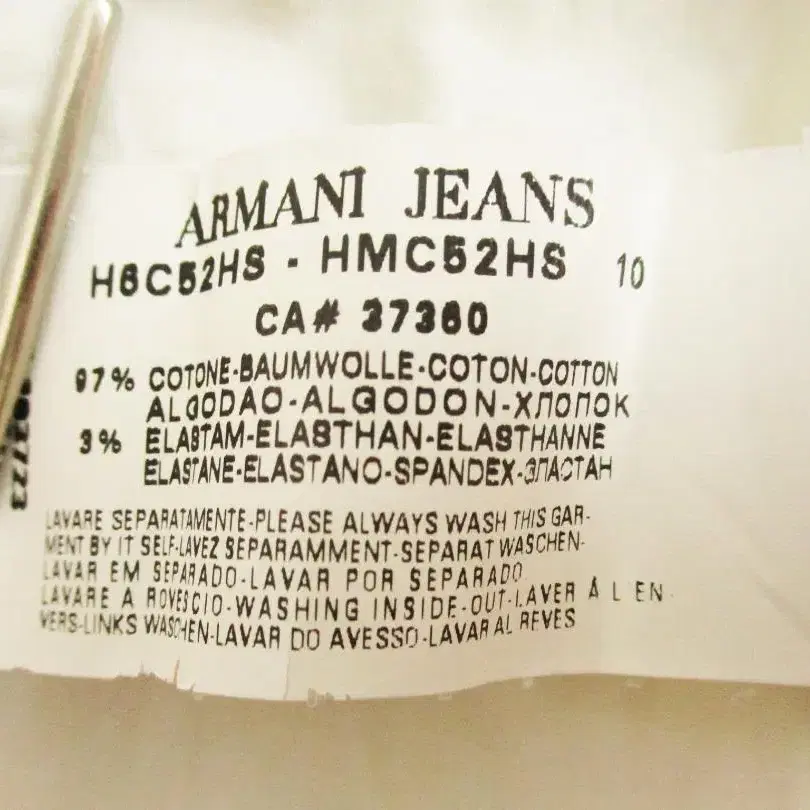 ARMANI JEANS
H6C52HS - HMC52HS 10
CA# 37360
97% COTONE-BAUMWOLLE-COTON-COTTON
ALGODAO-ALGODON-ХЛОПОК
3% ELASTAM-ELASTHAN-ELASTHANNE
ELASTANE-ELASTANO-SPANDEX-ЭЛАСТАН
LAVARE SEPARATAMENTE-PLEASE ALWAYS WASH THIS GAR-
MENT BY IT SELF-LAVEZ SEPARAMMENT-SEPARAT WASCHEN-
LAVAR EM SEPARADO-LAVAR POR SEPARADO
LAVARE A ROVESCIO-WASHING INSIDE-OUT-LAVER À L EN-
VERS-LINKS WASCHEN-LAVAR DO AVESSO-LAVAR AL REVES